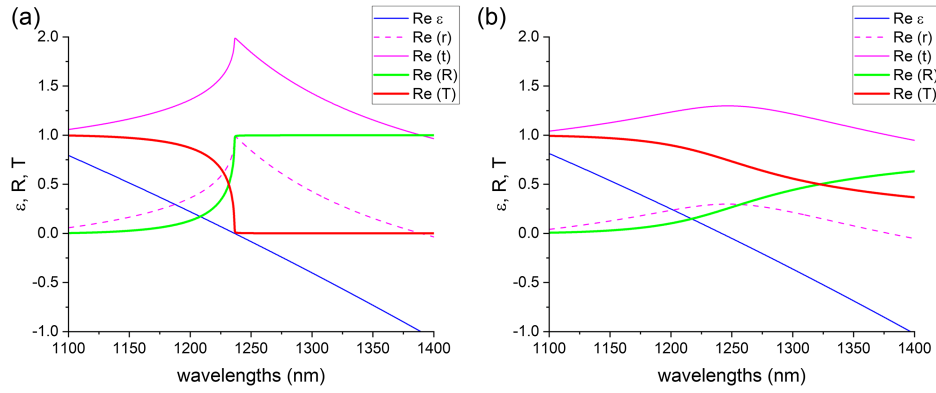 (a)
Re ε
Re (r)
Re (t)
Re (R)
Re (T)
2.0
1.5
1.0
0.5
0.0
-0.5
-1.0
ε, R, T
1100 1150 1200 1250 1300 1350 1400
wavelengths (nm)
(b)
Re ε
Re (r)
Re (t)
Re (R)
Re (T)
2.0
1.5
1.0
0.5
0.0
-0.5
-1.0
ε, R, T
1100 1150 1200 1250 1300 1350 1400
wavelengths (nm)